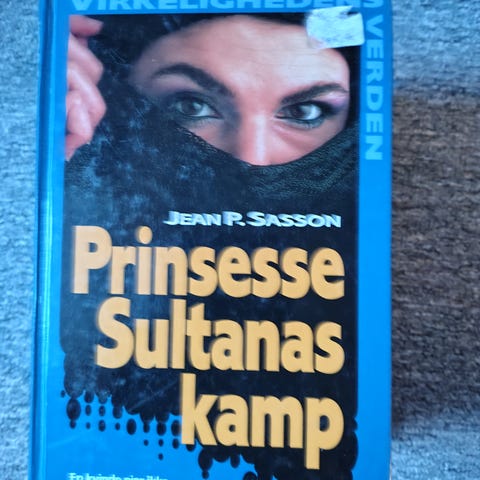 VIRKELIGHEDENS VERDEN
JEAN P. SASSON
Prinsesse
Sultanas
kamp